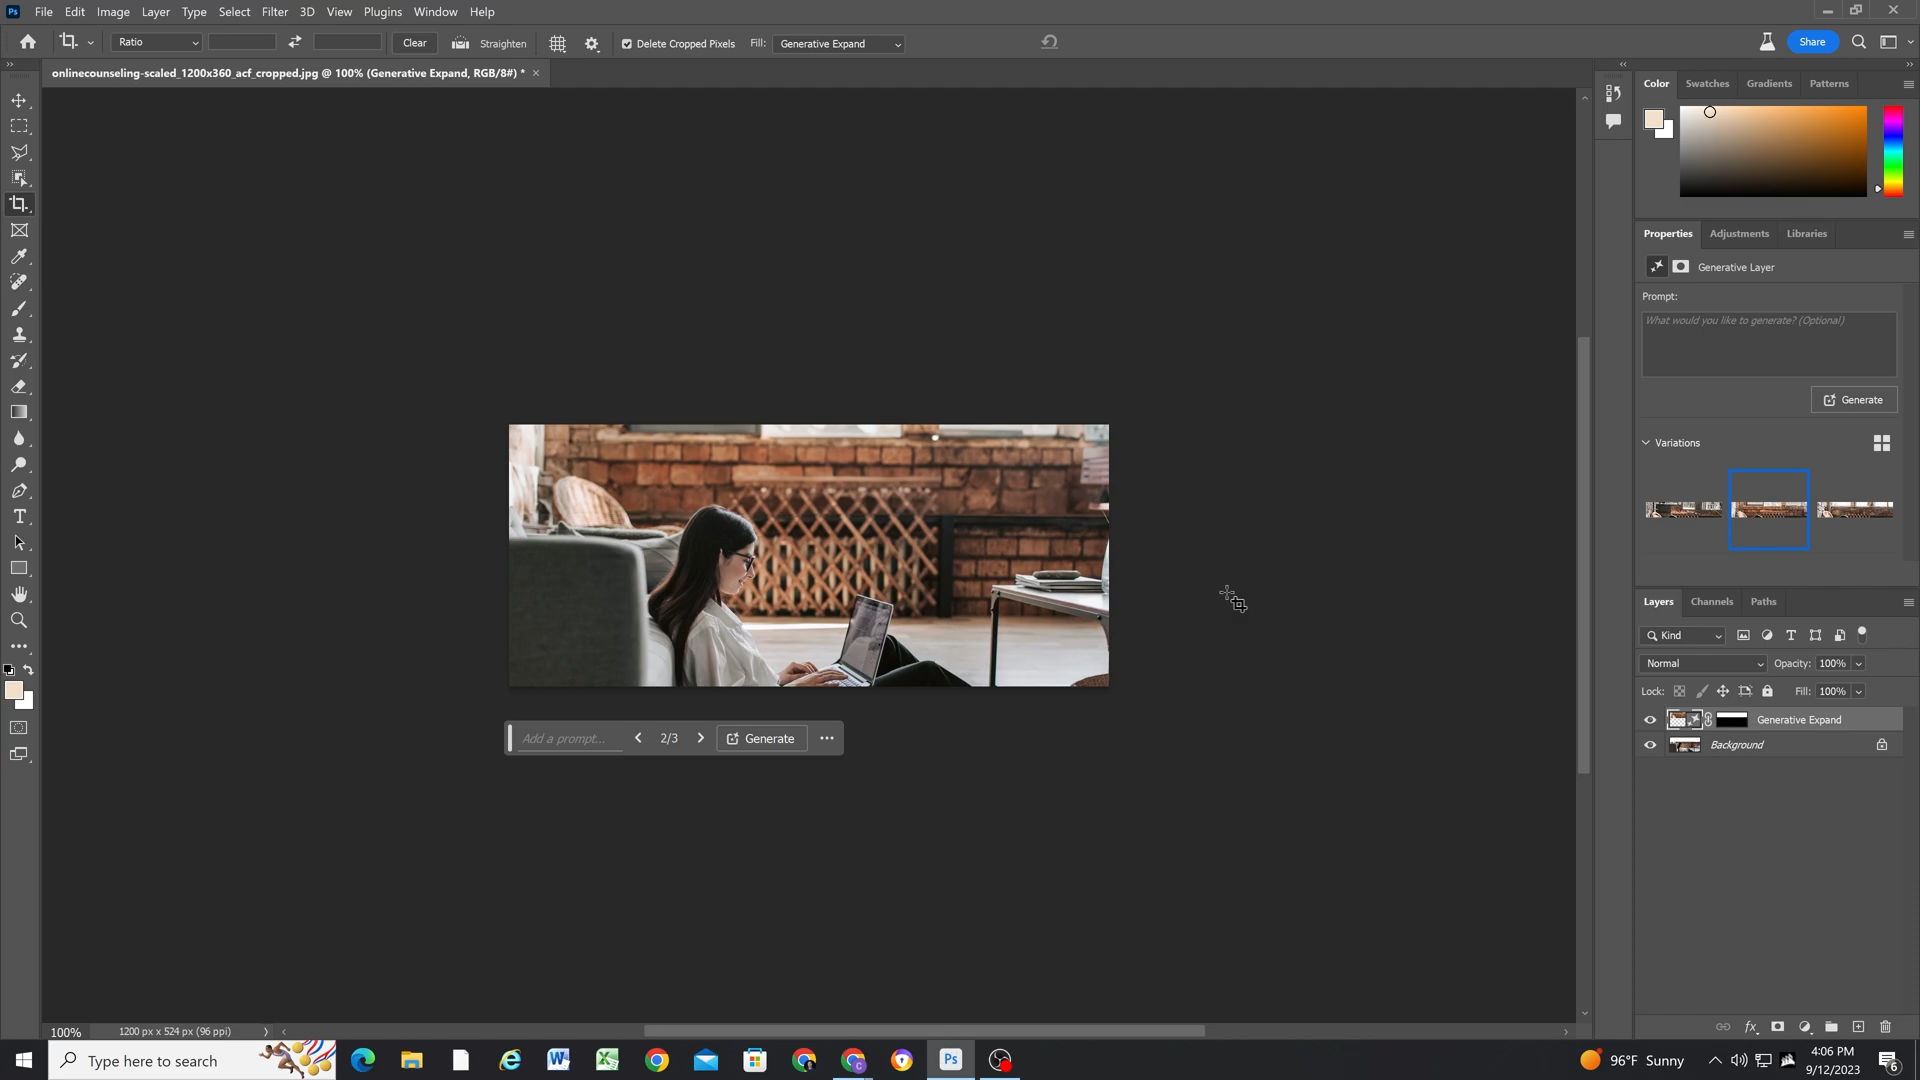 Ps File Edit Image Layer Type Select Filter 3D View Plugins Window Help
Ratio Clear Straighten Delete Cropped Pixels Fill: Generative Expand Share
onlinecounseling-scaled_1200x360_acf_cropped.jpg @ 100% (Generative Expand, RGB/8#) *
Color Swatches Gradients Patterns
Properties Adjustments Libraries
Generative Layer
Prompt:
What would you like to generate? (Optional)
Generate
Variations
Add a prompt... 2/3 Generate
Layers Channels Paths
Kind
Normal Opacity: 100%
Lock: Fill: 100%
Generative Expand
Background
100% 1200 px x 524 px (96 ppi)
Type here to search
Ps
96°F Sunny
4:06 PM
9/12/2023
6